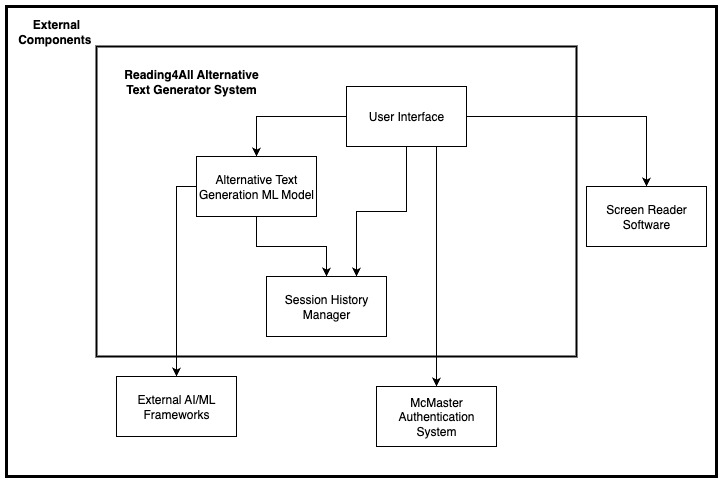 External
Components
Reading4All Alternative
Text Generator System
User Interface
Alternative Text
Generation ML Model
Screen Reader
Software
Session History
Manager
External AI/ML
Frameworks
McMaster
Authentication
System